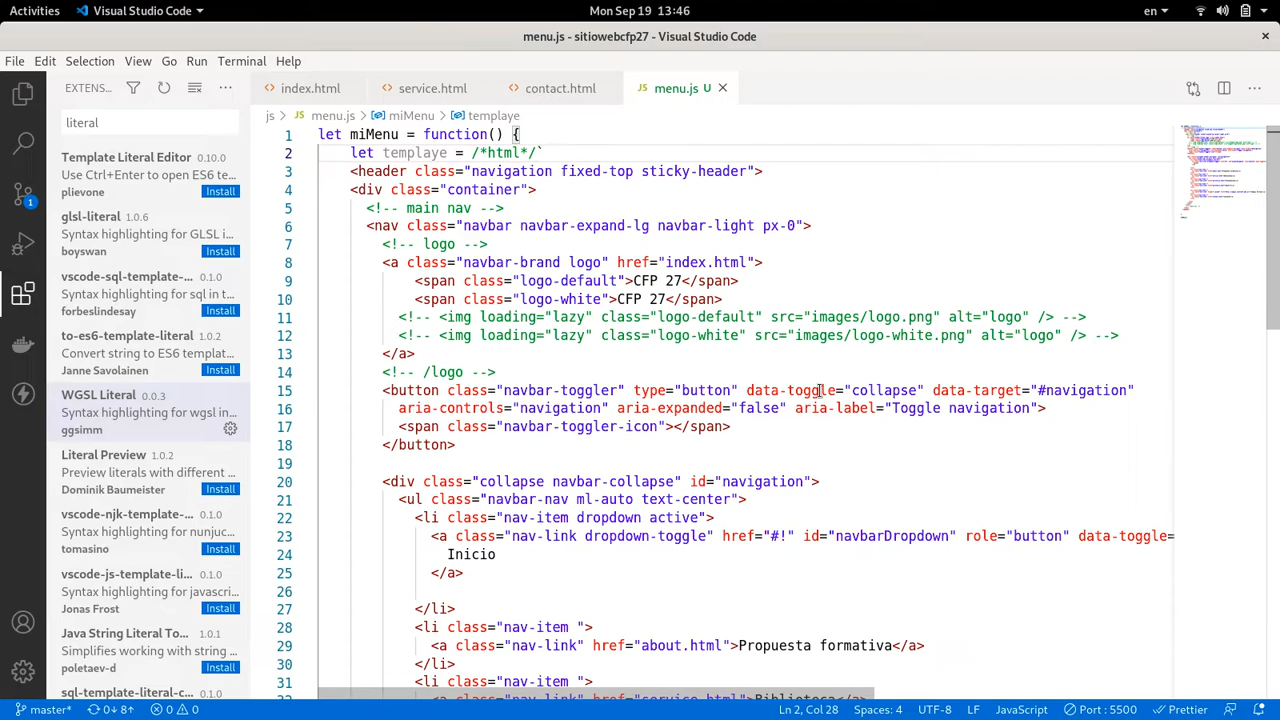 Activities Visual Studio Code Mon Sep 19 13:46 en
menu.js - sitiowebcfp27 - Visual Studio Code
File Edit Selection View Go Run Terminal Help
EXTENS...
index.html service.html contact.html menu.js U
js > JS menu.js > miMenu > templaye
literal
Template Literal Editor 0.10.0
Use Ctrl+Enter to open ES6 te...
plievone Install
glsl-literal 1.0.6
Syntax highlighting for GLSL i...
boyswan Install
vscode-sql-template-... 0.1.0
Syntax highlighting for sql in t...
forbeslindesay Install
to-es6-template-literal 1.0.2
Convert string to ES6 templat...
Janne Savolainen Install
WGSL Literal 0.0.3
Syntax highlighting for wgsl in...
ggsimm
Literal Preview 1.0.2
Preview literals with different ...
Dominik Baumeister Install
vscode-njk-template-... 0.1.0
Syntax highlighting for nunjuc...
tomasino Install
vscode-js-template-li... 0.1.0
Syntax highlighting for javascri...
Jonas Frost Install
Java String Literal To... 1.0.1
Simplifies working with string ...
poletaev-d Install
sql-template-literal-c... 0.1.0
1
1 let miMenu = function() {
2 let templaye = /*html*/`
3 <header class="navigation fixed-top sticky-header">
4 <div class="container">
5 <!-- main nav -->
6 <nav class="navbar navbar-expand-lg navbar-light px-0">
7 <!-- logo -->
8 <a class="navbar-brand logo" href="index.html">
9 <span class="logo-default">CFP 27</span>
10 <span class="logo-white">CFP 27</span>
11 <!-- <img loading="lazy" class="logo-default" src="images/logo.png" alt="logo" /> -->
12 <!-- <img loading="lazy" class="logo-white" src="images/logo-white.png" alt="logo" /> -->
13 </a>
14 <!-- /logo -->
15 <button class="navbar-toggler" type="button" data-toggle="collapse" data-target="#navigation"
16 aria-controls="navigation" aria-expanded="false" aria-label="Toggle navigation">
17 <span class="navbar-toggler-icon"></span>
18 </button>
19
20 <div class="collapse navbar-collapse" id="navigation">
21 <ul class="navbar-nav ml-auto text-center">
22 <li class="nav-item dropdown active">
23 <a class="nav-link dropdown-toggle" href="#!" id="navbarDropdown" role="button" data-toggle=
24 Inicio
25 </a>
26
27 </li>
28 <li class="nav-item ">
29 <a class="nav-link" href="about.html">Propuesta formativa</a>
30 </li>
31 <li class="nav-item ">
32 <a class="nav-link" href="service.html">Biblioteca</a>
master* 0↓ 8↑ 0 0 Ln 2, Col 28 Spaces: 4 UTF-8 LF JavaScript Port : 5500 Prettier